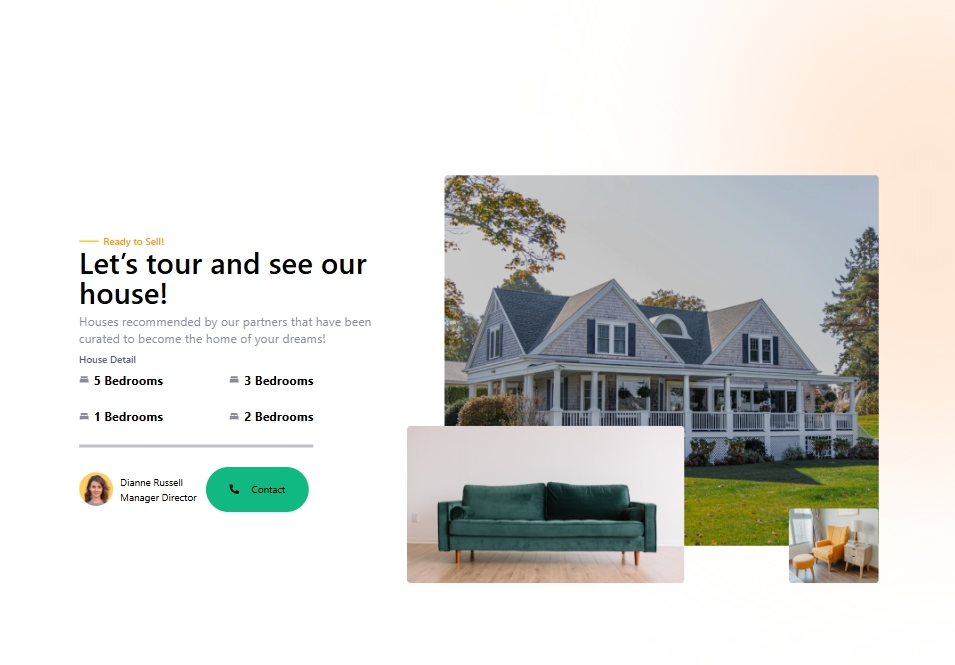 Ready to Sell!
Let’s tour and see our
house!
Houses recommended by our partners that have been
curated to become the home of your dreams!
House Detail
5 Bedrooms
3 Bedrooms
1 Bedrooms
2 Bedrooms
Dianne Russell
Manager Director
Contact